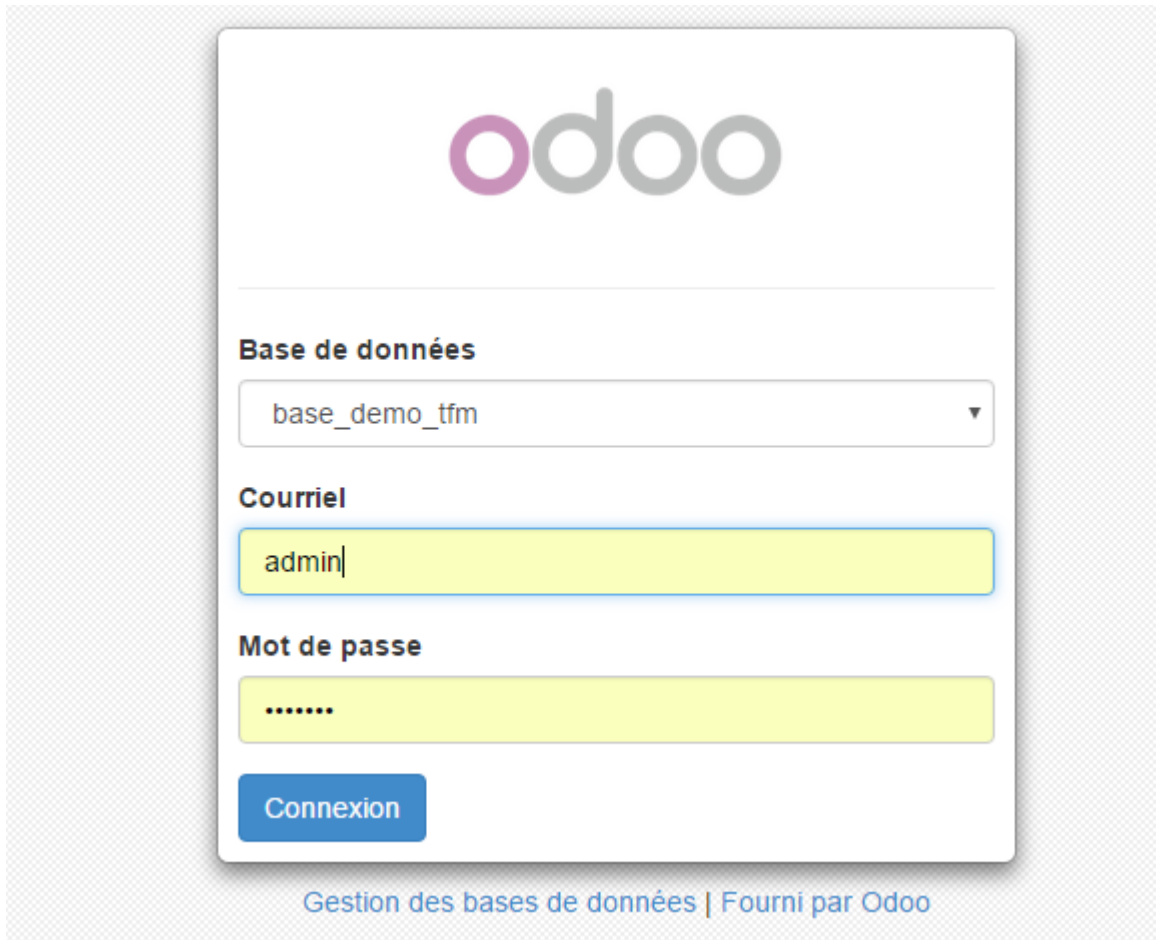 odoo
Base de données
base_demo_tfm
Courriel
admin
Mot de passe
•••••••
Connexion
Gestion des bases de données | Fourni par Odoo